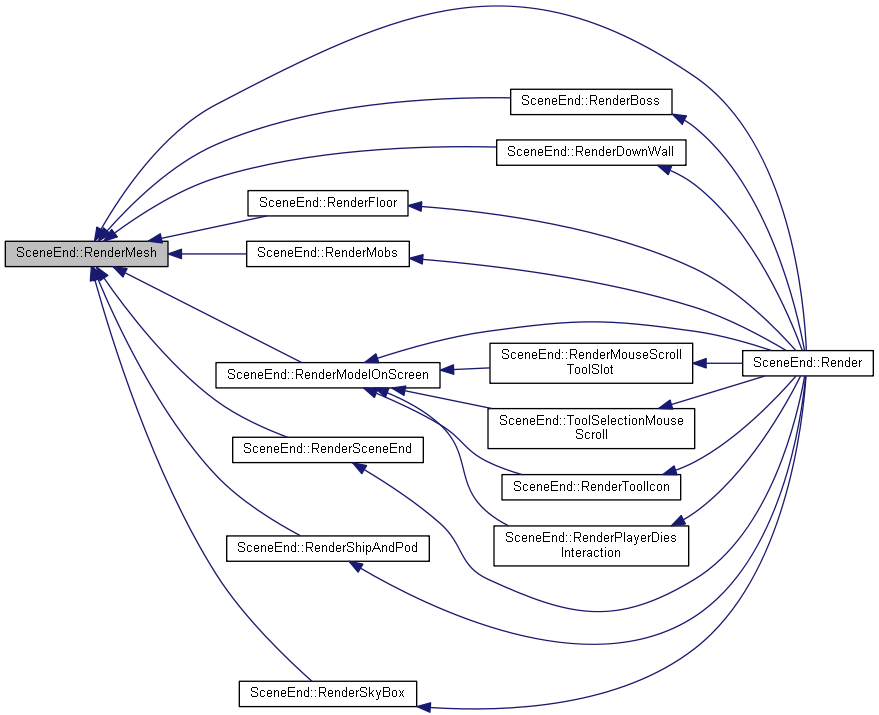 SceneEnd::RenderBoss
SceneEnd::RenderDownWall
SceneEnd::RenderFloor
SceneEnd::RenderMesh
SceneEnd::RenderMobs
SceneEnd::RenderMouseScroll
ToolSlot
SceneEnd::Render
SceneEnd::RenderModelOnScreen
SceneEnd::ToolSelectionMouse
Scroll
SceneEnd::RenderSceneEnd
SceneEnd::RenderToolIcon
SceneEnd::RenderPlayerDies
Interaction
SceneEnd::RenderShipAndPod
SceneEnd::RenderSkyBox